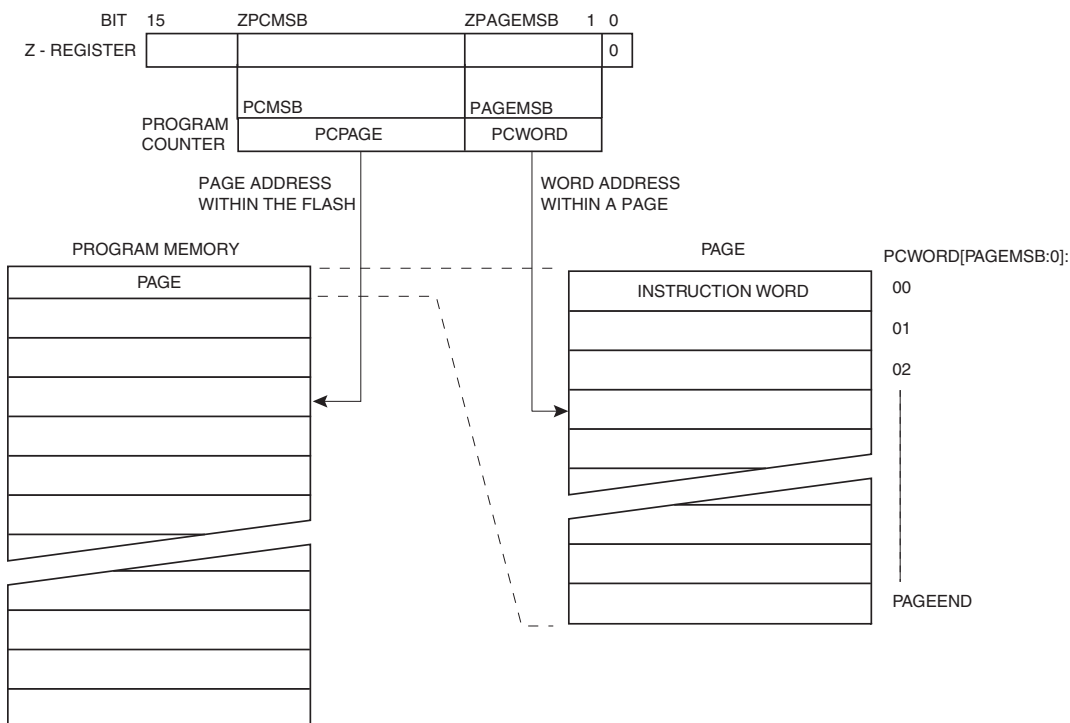 BIT 15 ZPCMSB ZPAGEMSB 1 0
Z - REGISTER 0
PCMSB PAGEMSB
PROGRAM
COUNTER
PCPAGE PCWORD
PAGE ADDRESS
WITHIN THE FLASH
WORD ADDRESS
WITHIN A PAGE
PROGRAM MEMORY
PAGE
PAGE
PCWORD[PAGEMSB:0]:
INSTRUCTION WORD
00
01
02
PAGEEND